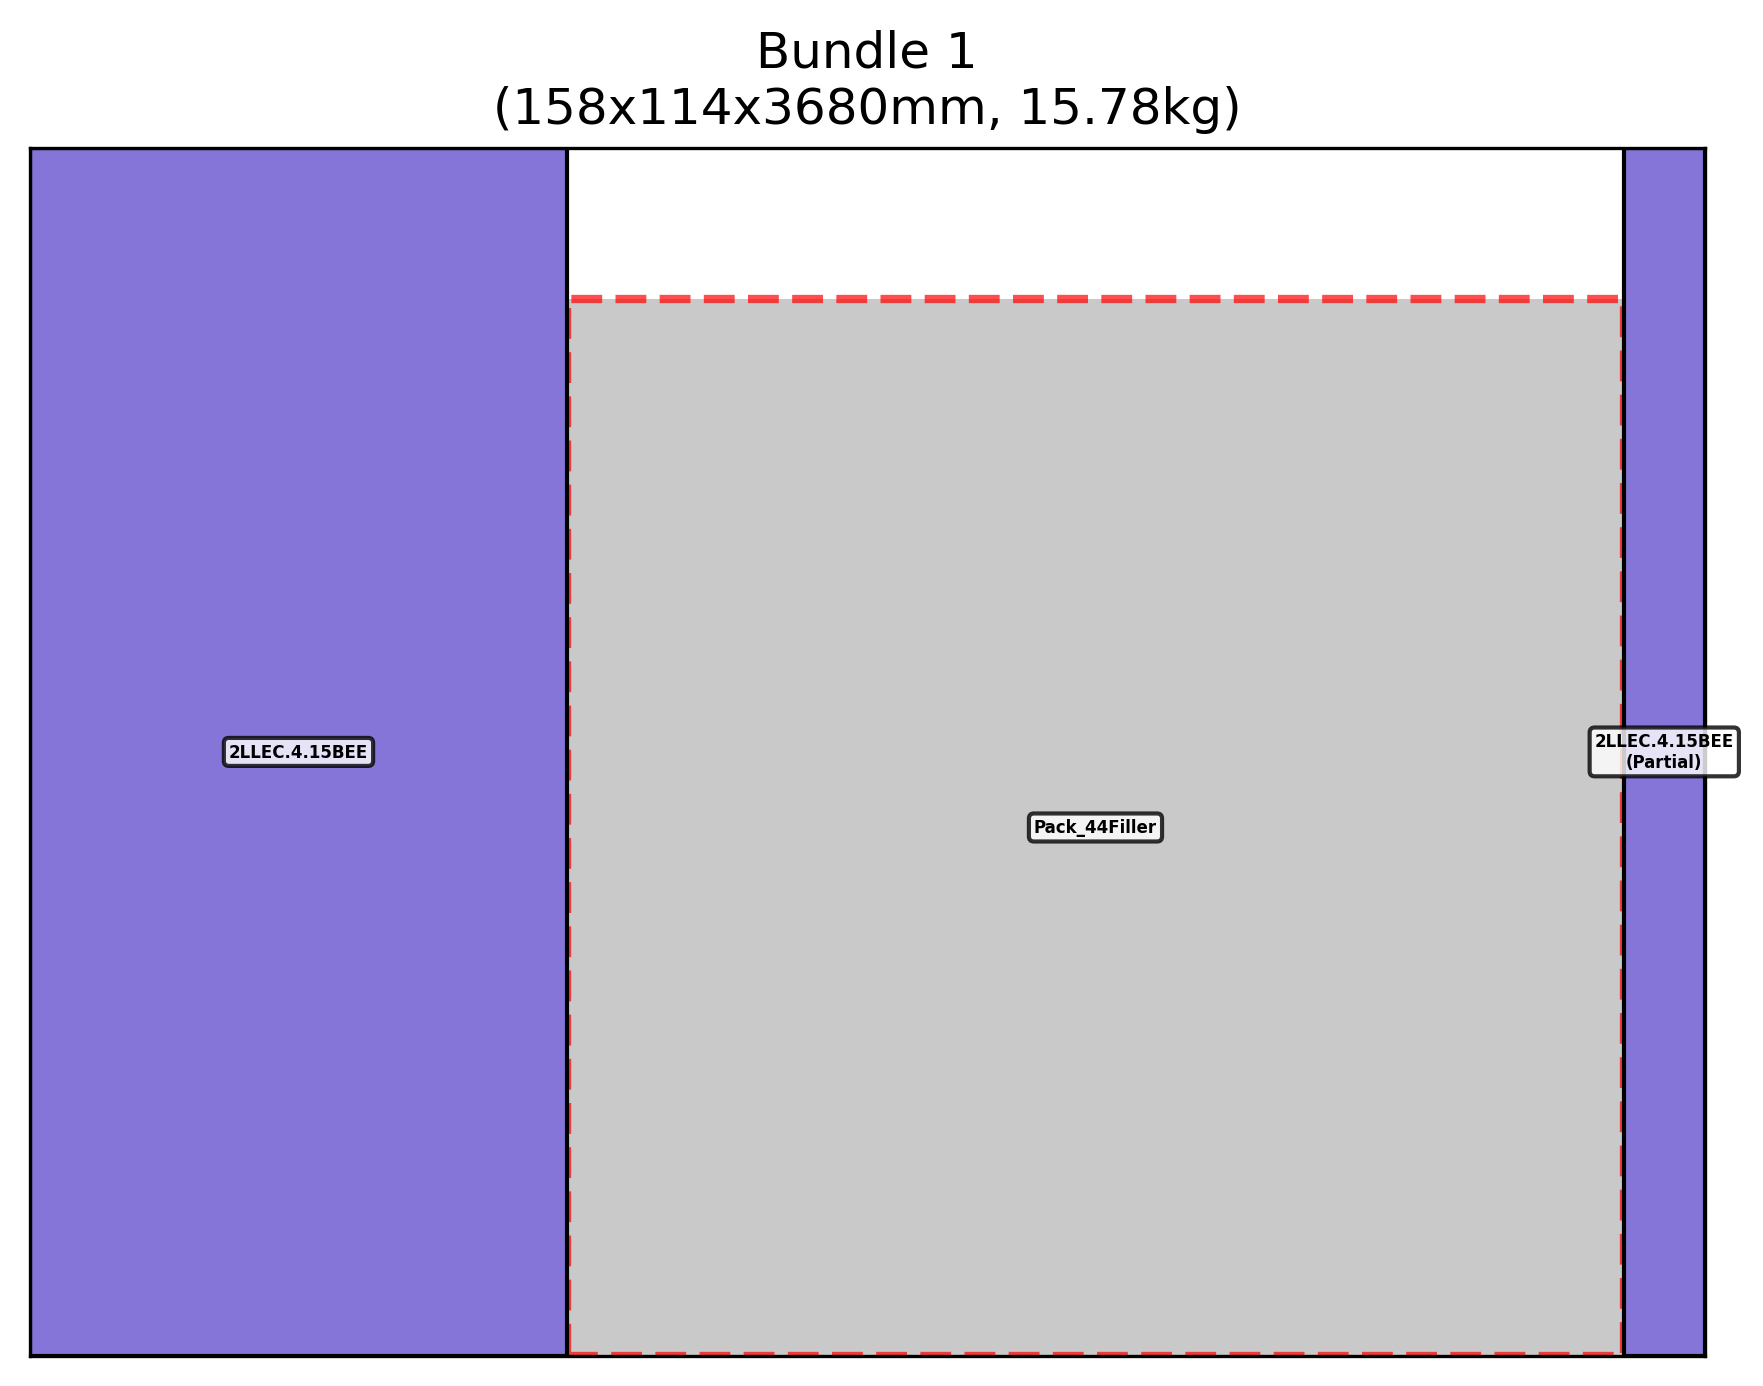 Bundle 1
(158x114x3680mm, 15.78kg)
2LLEC.4.15BEE
Pack_44Filler
2LLEC.4.15BEE
(Partial)